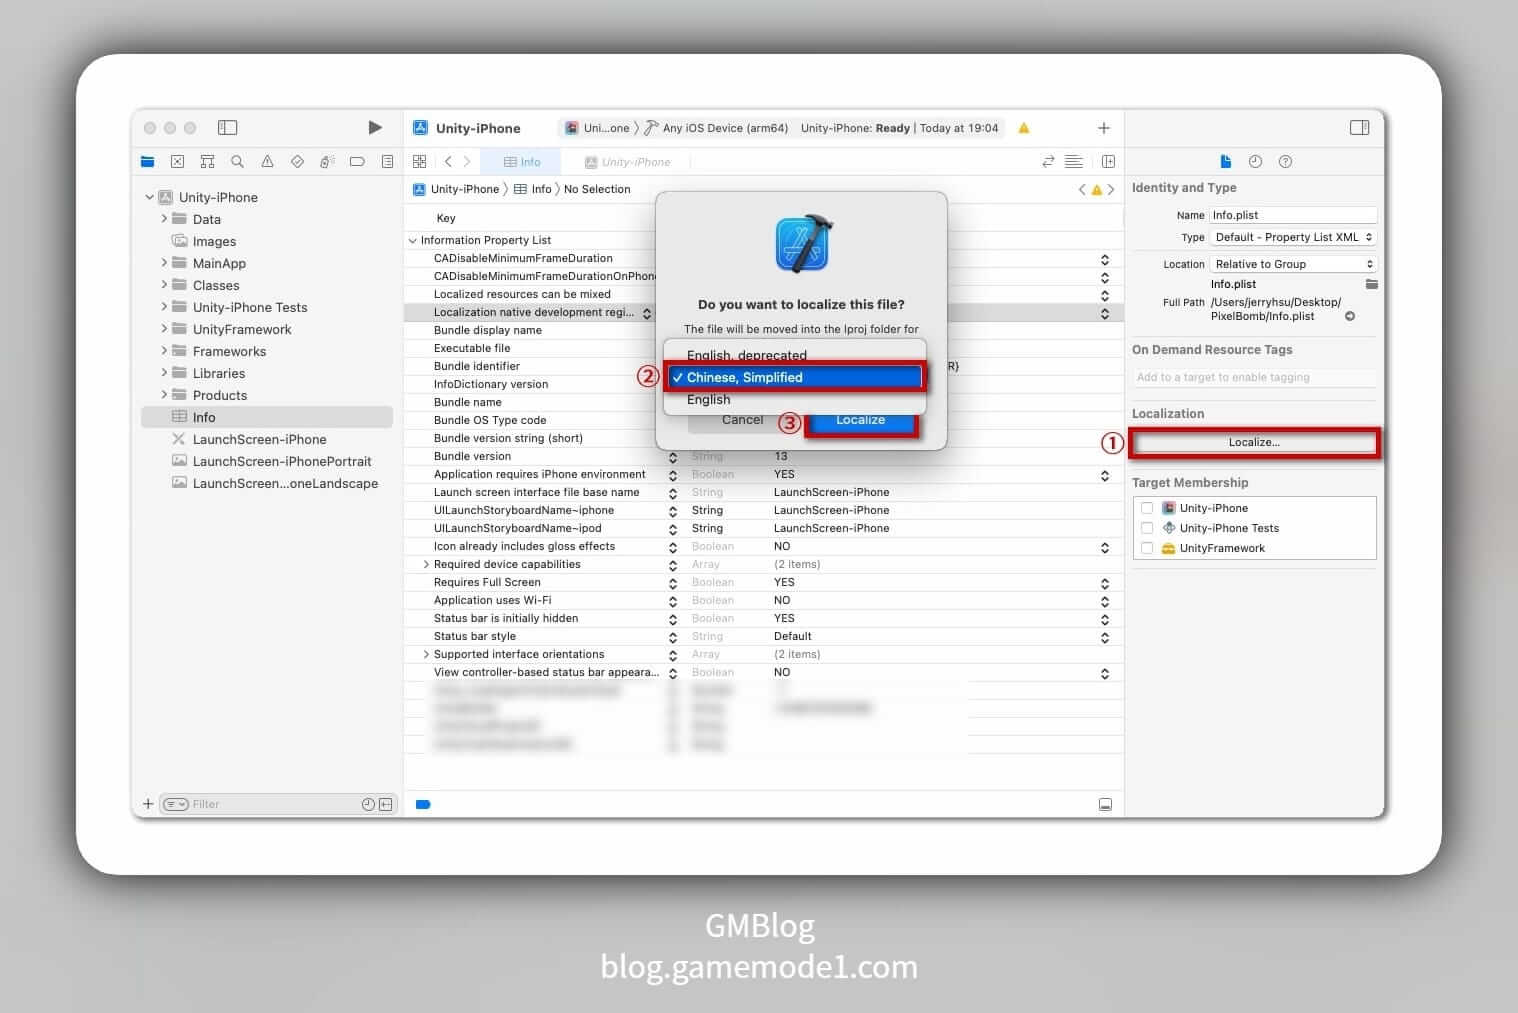 Unity-iPhone
Uni...one 〉 Any iOS Device (arm64)
Unity-iPhone: Ready | Today at 19:04
Info
Unity-iPhone
Unity-iPhone 〉 Info 〉 No Selection
Unity-iPhone
Data
Images
MainApp
Classes
Unity-iPhone Tests
UnityFramework
Frameworks
Libraries
Products
Info
LaunchScreen-iPhone
LaunchScreen-iPhonePortrait
LaunchScreen...oneLandscape
Filter
Key
Information Property List
CADisableMinimumFrameDuration
CADisableMinimumFrameDurationOnPhon
Localized resources can be mixed
Localization native development regi...
Bundle display name
Executable file
Bundle identifier
R)
InfoDictionary version
Bundle name
Bundle OS Type code
Bundle version string (short)
Bundle version String 13
Application requires iPhone environment Boolean YES
Launch screen interface file base name String LaunchScreen-iPhone
UILaunchStoryboardName~iphone String LaunchScreen-iPhone
UILaunchStoryboardName~ipod String LaunchScreen-iPhone
Icon already includes gloss effects Boolean NO
Required device capabilities Array (2 items)
Requires Full Screen Boolean YES
Application uses Wi-Fi Boolean NO
Status bar is initially hidden Boolean YES
Status bar style String Default
Supported interface orientations Array (2 items)
View controller-based status bar appeara... Boolean NO
Do you want to localize this file?
The file will be moved into the lproj folder for
English, deprecated
② ✓ Chinese, Simplified
English
Cancel
③ Localize
Identity and Type
Name Info.plist
Type Default - Property List XML
Location Relative to Group
Info.plist
Full Path /Users/jerryhsu/Desktop/
PixelBomb/Info.plist
On Demand Resource Tags
Add to a target to enable tagging
Localization
① Localize...
Target Membership
Unity-iPhone
Unity-iPhone Tests
UnityFramework
GMBlog
blog.gamemode1.com